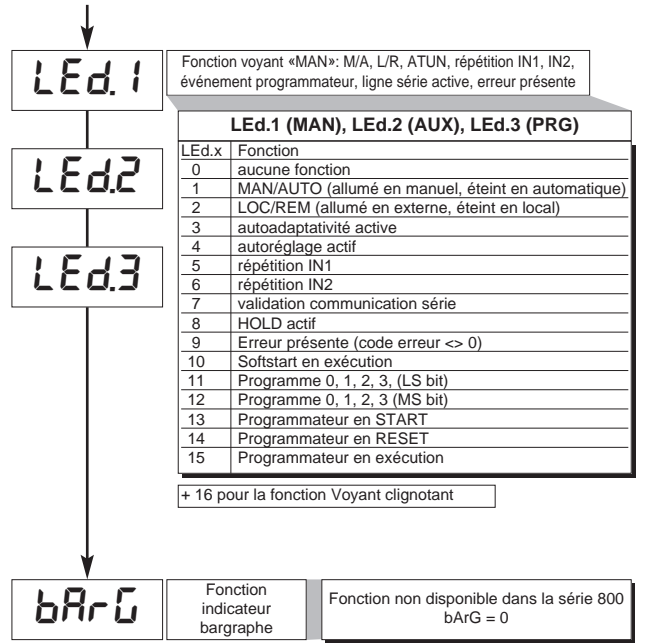 LEd.1
Fonction voyant «MAN»: M/A, L/R, ATUN, répétition IN1, IN2,
événement programmateur, ligne série active, erreur présente
LEd.1 (MAN), LEd.2 (AUX), LEd.3 (PRG)
LEd.x Fonction
0 aucune fonction
1 MAN/AUTO (allumé en manuel, éteint en automatique)
2 LOC/REM (allumé en externe, éteint en local)
3 autoadaptativité active
4 autoréglage actif
5 répétition IN1
6 répétition IN2
7 validation communication série
8 HOLD actif
9 Erreur présente (code erreur <> 0)
10 Softstart en exécution
11 Programme 0, 1, 2, 3, (LS bit)
12 Programme 0, 1, 2, 3 (MS bit)
13 Programmateur en START
14 Programmateur en RESET
15 Programmateur en exécution
+ 16 pour la fonction Voyant clignotant
LEd.2
LEd.3
bArG
Fonction
indicateur
bargraphe
Fonction non disponible dans la série 800
bArG = 0